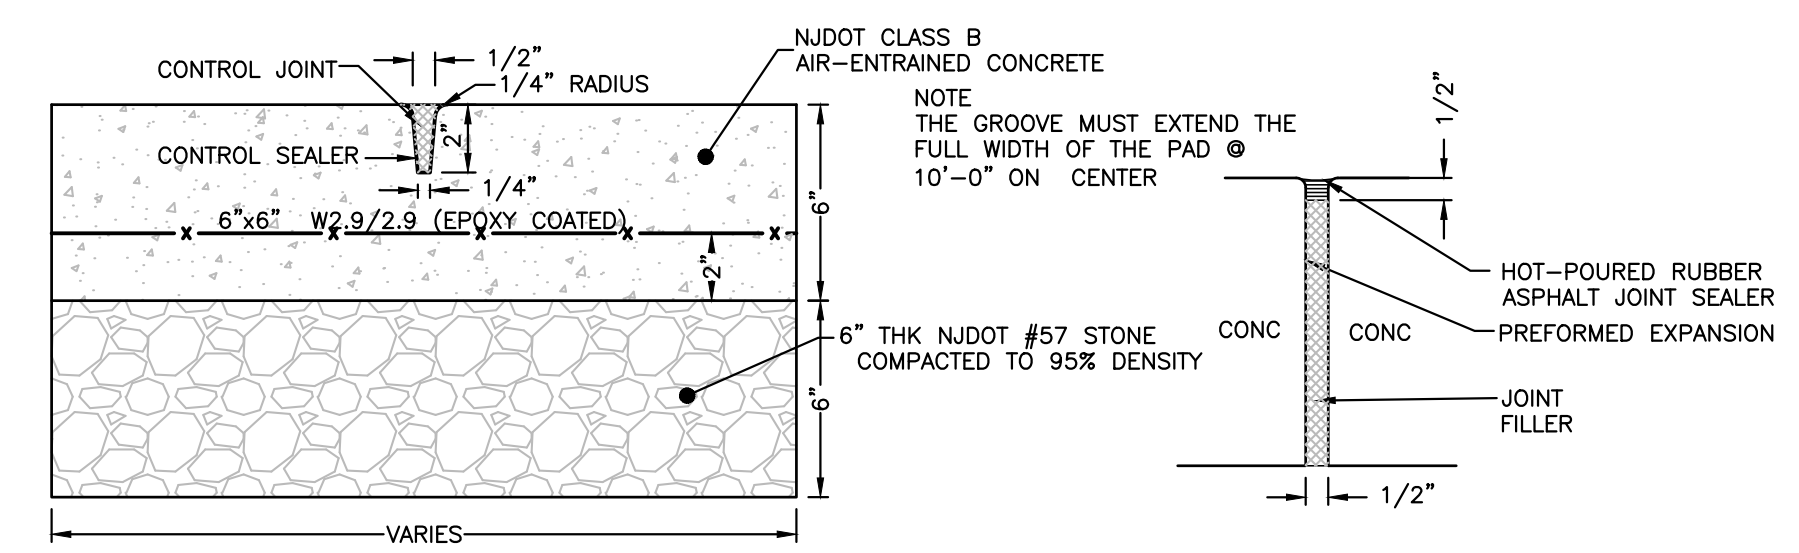 CONTROL JOINT
1/2"
1/4" RADIUS
NJDOT CLASS B
AIR-ENTRAINED CONCRETE
2"
CONTROL SEALER
1/4"
6"x6" W2.9/2.9 (EPOXY COATED)
2"
6"
6" THK NJDOT #57 STONE
COMPACTED TO 95% DENSITY
6"
VARIES
NOTE
THE GROOVE MUST EXTEND THE
FULL WIDTH OF THE PAD @
10'-0" ON CENTER
1/2"
HOT-POURED RUBBER
ASPHALT JOINT SEALER
CONC
CONC
PREFORMED EXPANSION
JOINT
FILLER
1/2"